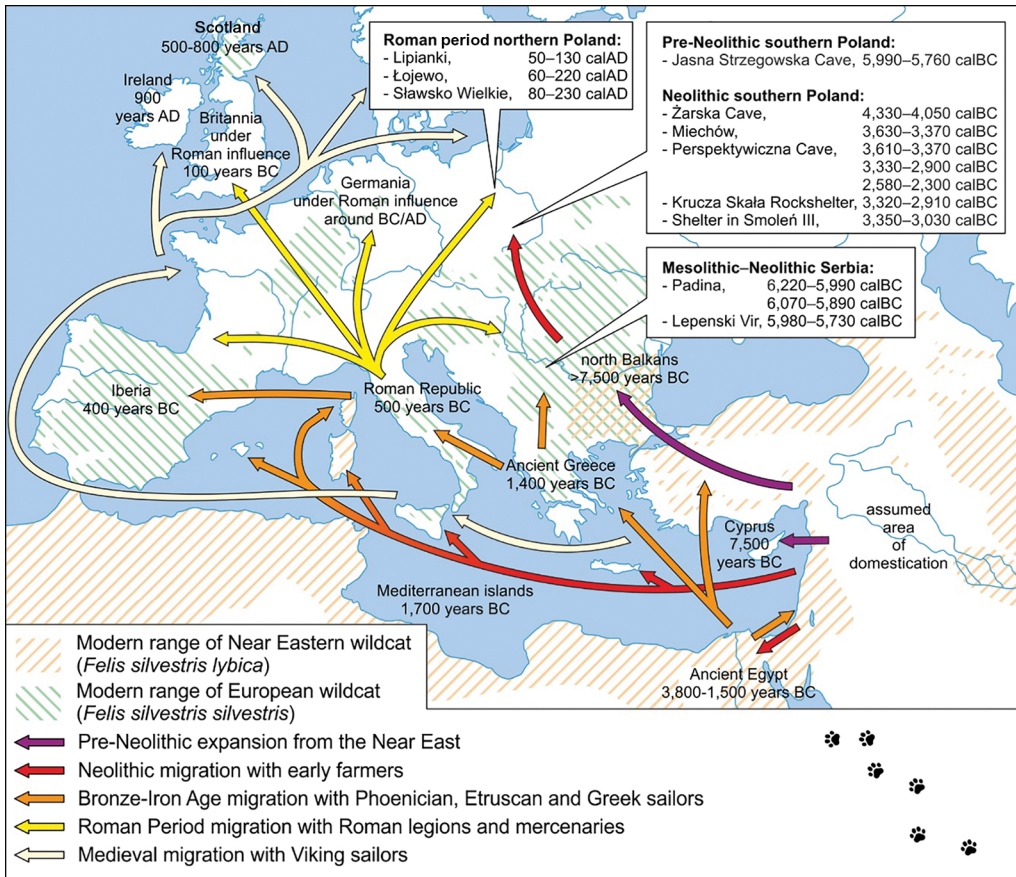 Scotland
500-800 years AD
Ireland
900
years AD
Britannia
under
Roman influence
100 years BC
Germania
under Roman influence
around BC/AD
Roman period northern Poland:
- Lipianki, 50–130 calAD
- Łojewo, 60–220 calAD
- Sławsko Wielkie, 80–230 calAD
Pre-Neolithic southern Poland:
- Jasna Strzegowska Cave, 5,990–5,760 calBC
Neolithic southern Poland:
- Żarska Cave, 4,330–4,050 calBC
- Miechów, 3,630–3,370 calBC
- Perspektywiczna Cave, 3,610–3,370 calBC
3,330–2,900 calBC
2,580–2,300 calBC
- Krucza Skała Rockshelter, 3,320–2,910 calBC
- Shelter in Smoleń III, 3,350–3,030 calBC
Mesolithic–Neolithic Serbia:
- Padina, 6,220–5,990 calBC
6,070–5,890 calBC
- Lepenski Vir, 5,980–5,730 calBC
north Balkans
>7,500 years BC
Iberia
400 years BC
Roman Republic
500 years BC
Ancient Greece
1,400 years BC
Cyprus
7,500
years BC
assumed
area
of
domestication
Mediterranean islands
1,700 years BC
Ancient Egypt
3,800-1,500 years BC
Modern range of Near Eastern wildcat
(Felis silvestris lybica)
Modern range of European wildcat
(Felis silvestris silvestris)
Pre-Neolithic expansion from the Near East
Neolithic migration with early farmers
Bronze-Iron Age migration with Phoenician, Etruscan and Greek sailors
Roman Period migration with Roman legions and mercenaries
Medieval migration with Viking sailors